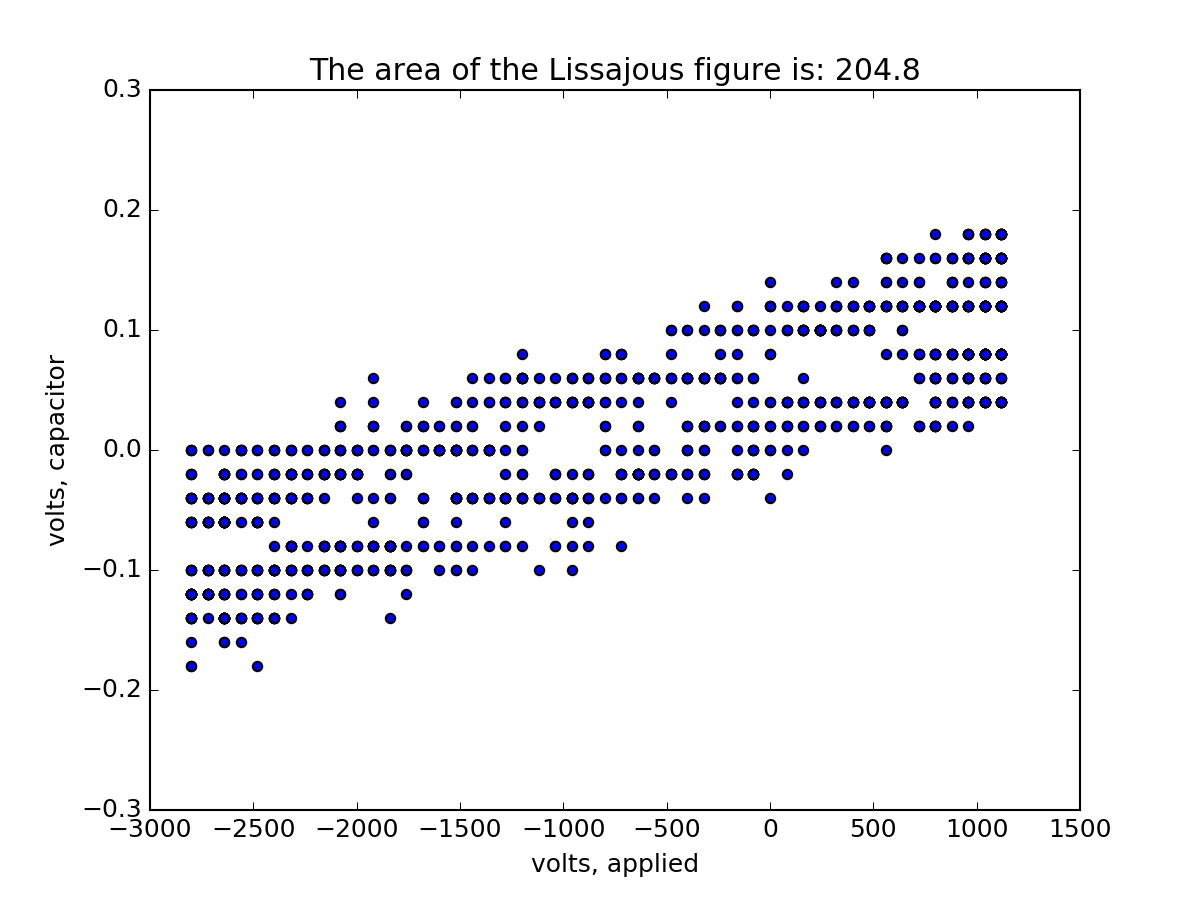 The area of the Lissajous figure is: 204.8
0.3
0.2
0.1
0.0
−0.1
−0.2
−0.3
volts, capacitor
−3000 −2500 −2000 −1500 −1000 −500 0 500 1000 1500
volts, applied